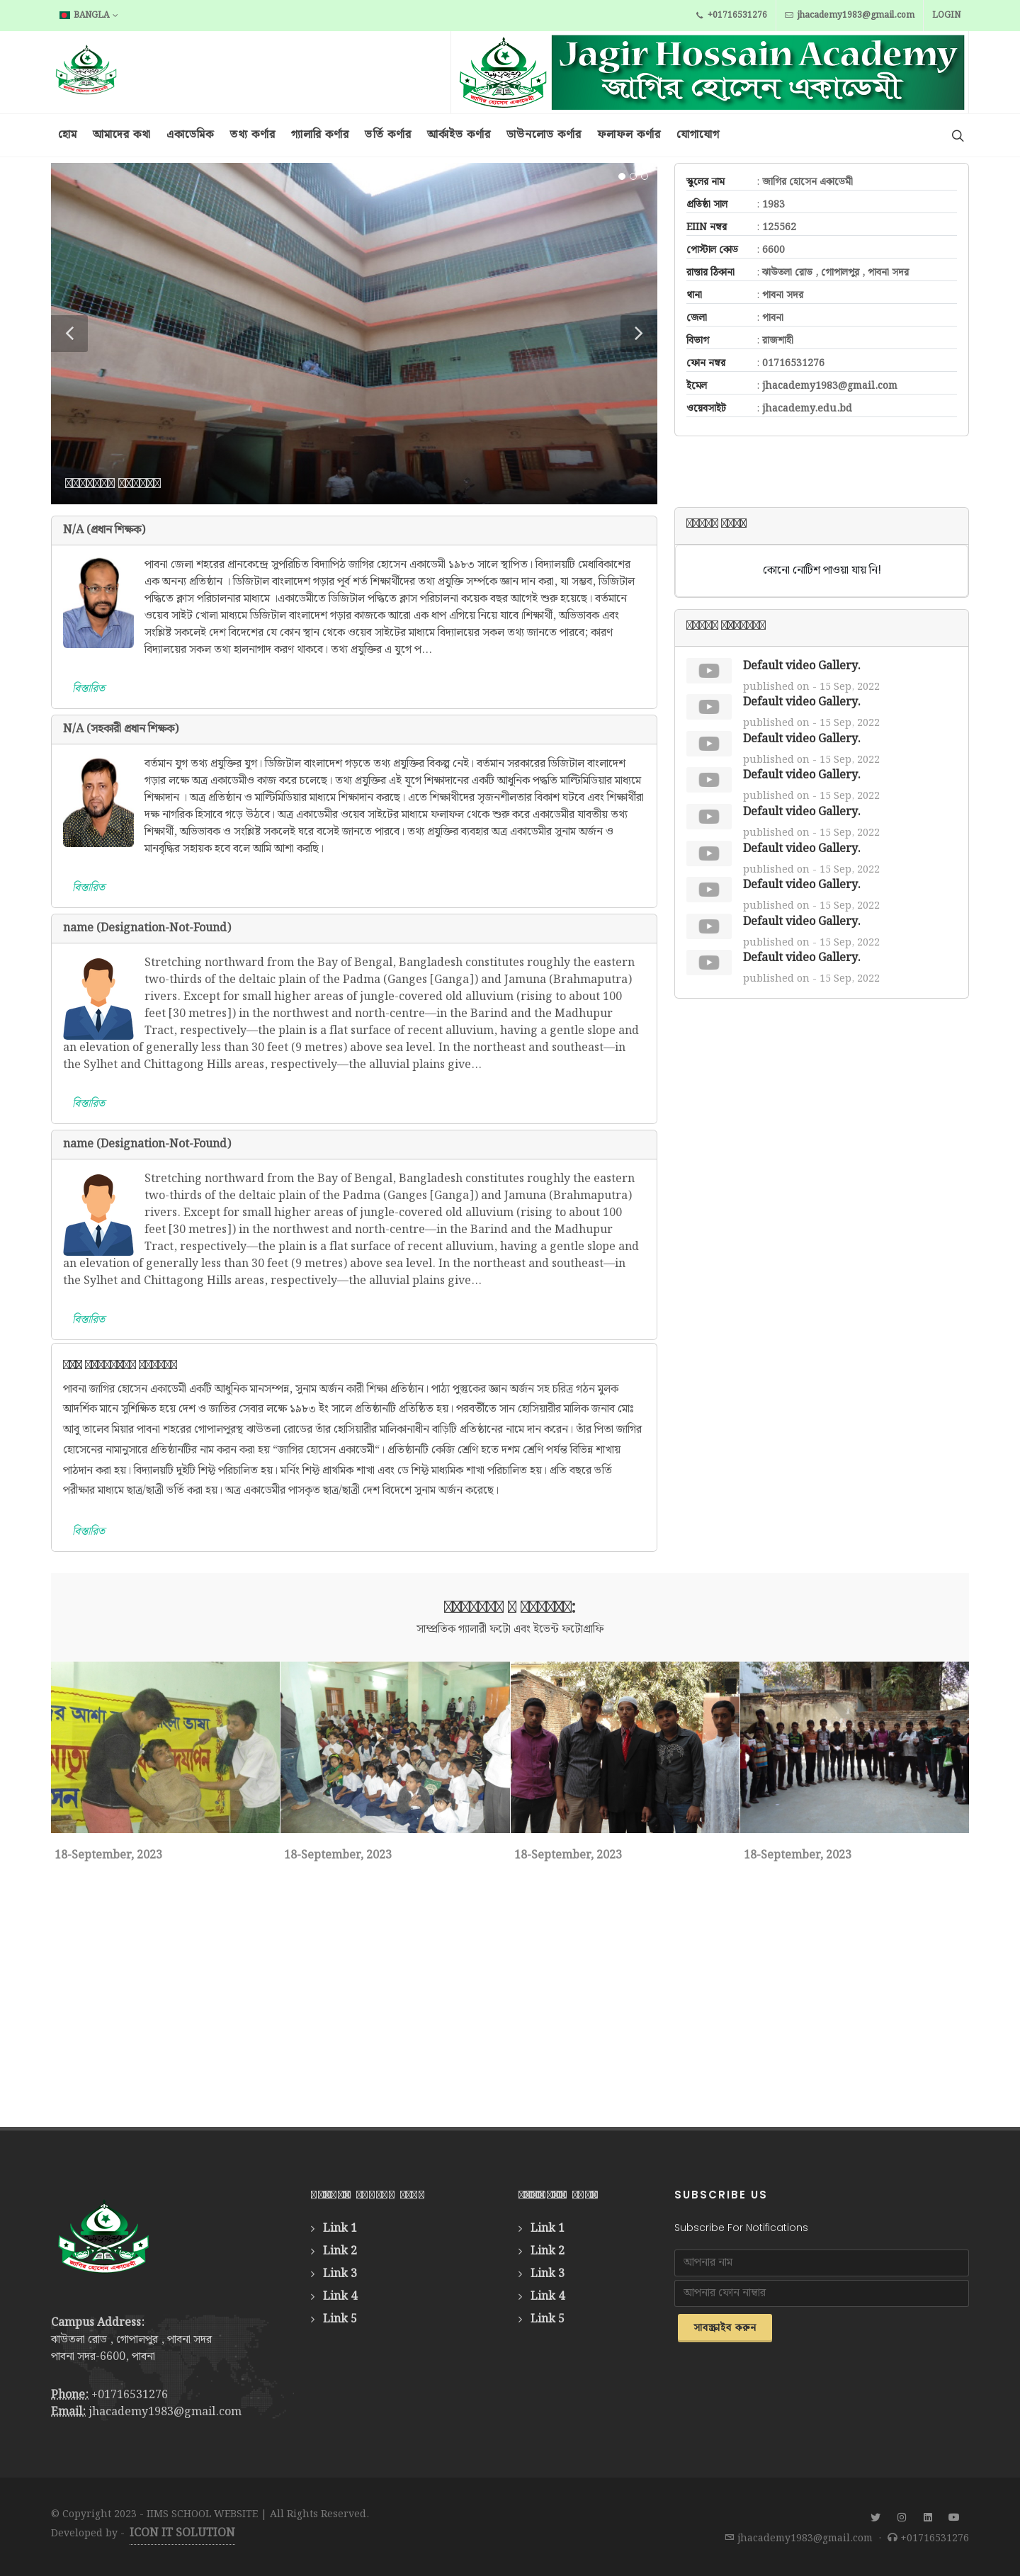 BANGLA
+01716531276
jhacademy1983@gmail.com
LOGIN
জাগির হোসেন একাডেমী
Jagir Hossain Academy
জাগির হোসেন একাডেমী
হোম আমাদের কথা একাডেমিক তথ্য কর্ণার গ্যালারি কর্ণার ভর্তি কর্ণার আর্কাইভ কর্ণার ডাউনলোড কর্ণার ফলাফল কর্ণার যোগাযোগ
স্কুলের নাম : জাগির হোসেন একাডেমী
প্রতিষ্ঠা সাল : 1983
EIIN নম্বর : 125562
পোস্টাল কোড : 6600
রাস্তার ঠিকানা : ঝাউতলা রোড , গোপালপুর , পাবনা সদর
থানা : পাবনা সদর
জেলা : পাবনা
বিভাগ : রাজশাহী
ফোন নম্বর : 01716531276
ইমেল : jhacademy1983@gmail.com
ওয়েবসাইট : jhacademy.edu.bd
N/A (প্রধান শিক্ষক)
পাবনা জেলা শহরের প্রানকেন্দ্রে সুপরিচিত বিদ্যাপিঠ জাগির হোসেন একাডেমী ১৯৮৩ সালে স্থাপিত। বিদ্যালয়টি মেধাবিকাশের
এক অনন্য প্রতিষ্ঠান । ডিজিটাল বাংলাদেশ গড়ার পূর্ব শর্ত শিক্ষার্থীদের তথ্য প্রযুক্তি সর্ম্পকে জ্ঞান দান করা, যা সম্ভব, ডিজিটাল
পদ্ধিতে ক্লাস পরিচালনার মাধ্যমে ।একাডেমীতে ডিজিটাল পদ্ধিতে ক্লাস পরিচালনা কয়েক বছর আগেই শুরু হয়েছে। বর্তমানে
ওয়েব সাইট খোলা মাধ্যমে ডিজিটাল বাংলাদেশ গড়ার কাজকে আরো এক ধাপ এগিয়ে নিয়ে যাবে।শিক্ষার্থী, অভিভাবক এবং
সংশ্লিষ্ট সকলেই দেশ বিদেশের যে কোন স্থান থেকে ওয়েব সাইটের মাধ্যমে বিদ্যালয়ের সকল তথ্য জানতে পারবে; কারণ
বিদ্যালয়ের সকল তথ্য হালনাগাদ করণ থাকবে। তথ্য প্রযুক্তির এ যুগে প...
বিস্তারিত
কোনো নোটিশ পাওয়া যায় নি!
N/A (সহকারী প্রধান শিক্ষক)
বর্তমান যুগ তথ্য প্রযুক্তির যুগ। ডিজিটাল বাংলাদেশ গড়তে তথ্য প্রযুক্তির বিকল্প নেই। বর্তমান সরকারের ডিজিটাল বাংলাদেশ
গড়ার লক্ষে অত্র একাডেমীও কাজ করে চলেছে। তথ্য প্রযুক্তির এই যুগে শিক্ষাদানের একটি আধুনিক পদ্ধতি মাল্টিমিডিয়ার মাধ্যমে
শিক্ষাদান । অত্র প্রতিষ্ঠান ও মাল্টিমিডিয়ার মাধ্যমে শিক্ষাদান করছে। এতে শিক্ষার্থীদের সৃজনশীলতার বিকাশ ঘটবে এবং শিক্ষার্থীরা
দক্ষ নাগরিক হিসাবে গড়ে উঠবে। অত্র একাডেমীর ওয়েব সাইটের মাধ্যমে ফলাফল থেকে শুরু করে একাডেমীর যাবতীয় তথ্য
শিক্ষার্থী, অভিভাবক ও সংশ্লিষ্ট সকলেই ঘরে বসেই জানতে পারবে। তথ্য প্রযুক্তির ব্যবহার অত্র একাডেমীর সুনাম অর্জন ও
মানবৃদ্ধির সহায়ক হবে বলে আমি আশা করছি।
বিস্তারিত
Default video Gallery.
published on - 15 Sep, 2022
Default video Gallery.
published on - 15 Sep, 2022
Default video Gallery.
published on - 15 Sep, 2022
Default video Gallery.
published on - 15 Sep, 2022
Default video Gallery.
published on - 15 Sep, 2022
Default video Gallery.
published on - 15 Sep, 2022
Default video Gallery.
published on - 15 Sep, 2022
Default video Gallery.
published on - 15 Sep, 2022
Default video Gallery.
published on - 15 Sep, 2022
name (Designation-Not-Found)
Stretching northward from the Bay of Bengal, Bangladesh constitutes roughly the eastern
two-thirds of the deltaic plain of the Padma (Ganges [Ganga]) and Jamuna (Brahmaputra)
rivers. Except for small higher areas of jungle-covered old alluvium (rising to about 100
feet [30 metres]) in the northwest and north-centre—in the Barind and the Madhupur
Tract, respectively—the plain is a flat surface of recent alluvium, having a gentle slope and
an elevation of generally less than 30 feet (9 metres) above sea level. In the northeast and southeast—in
the Sylhet and Chittagong Hills areas, respectively—the alluvial plains give...
বিস্তারিত
name (Designation-Not-Found)
Stretching northward from the Bay of Bengal, Bangladesh constitutes roughly the eastern
two-thirds of the deltaic plain of the Padma (Ganges [Ganga]) and Jamuna (Brahmaputra)
rivers. Except for small higher areas of jungle-covered old alluvium (rising to about 100
feet [30 metres]) in the northwest and north-centre—in the Barind and the Madhupur
Tract, respectively—the plain is a flat surface of recent alluvium, having a gentle slope and
an elevation of generally less than 30 feet (9 metres) above sea level. In the northeast and southeast—in
the Sylhet and Chittagong Hills areas, respectively—the alluvial plains give...
বিস্তারিত
পাবনা জাগির হোসেন একাডেমী একটি আধুনিক মানসম্পন্ন, সুনাম অর্জন কারী শিক্ষা প্রতিষ্ঠান। পাঠ্য পুস্তুকের জ্ঞান অর্জন সহ চরিত্র গঠন মুলক
আদর্শিক মানে সুশিক্ষিত হয়ে দেশ ও জাতির সেবার লক্ষে ১৯৮৩ ইং সালে প্রতিষ্ঠানটি প্রতিষ্ঠিত হয়। পরবর্তীতে সান হোসিয়ারীর মালিক জনাব মোঃ
আবু তালেব মিয়ার পাবনা শহরের গোপালপুরস্থ ঝাউতলা রোডের তাঁর হোসিয়ারীর মালিকানাধীন বাড়িটি প্রতিষ্ঠানের নামে দান করেন। তাঁর পিতা জাগির
হোসেনের নামানুসারে প্রতিষ্ঠানটির নাম করন করা হয় “জাগির হোসেন একাডেমী“। প্রতিষ্ঠানটি কেজি শ্রেণি হতে দশম শ্রেণি পর্যন্ত বিভিন্ন শাখায়
পাঠদান করা হয়। বিদ্যালয়টি দুইটি শিফ্ট পরিচালিত হয়। মর্নিং শিফ্ট প্রাথমিক শাখা এবং ডে শিফ্ট মাধ্যমিক শাখা পরিচালিত হয়। প্রতি বছরে ভর্তি
পরীক্ষার মাধ্যমে ছাত্র/ছাত্রী ভর্তি করা হয়। অত্র একাডেমীর পাসকৃত ছাত্র/ছাত্রী দেশ বিদেশে সুনাম অর্জন করেছে।
বিস্তারিত
সাম্প্রতিক গ্যালারী ফটো এবং ইভেন্ট ফটোগ্রাফি
18-September, 2023
18-September, 2023
18-September, 2023
18-September, 2023
জাগির হোসেন একাডেমী
Campus Address:
ঝাউতলা রোড , গোপালপুর , পাবনা সদর
পাবনা সদর-6600, পাবনা
Phone: +01716531276
Email: jhacademy1983@gmail.com
Link 1
Link 2
Link 3
Link 4
Link 5
Link 1
Link 2
Link 3
Link 4
Link 5
SUBSCRIBE US
Subscribe For Notifications
আপনার নাম
আপনার ফোন নাম্বার
সাবস্ক্রাইব করুন
© Copyright 2023 - IIMS SCHOOL WEBSITE | All Rights Reserved.
Developed by - ICON IT SOLUTION
jhacademy1983@gmail.com · +01716531276